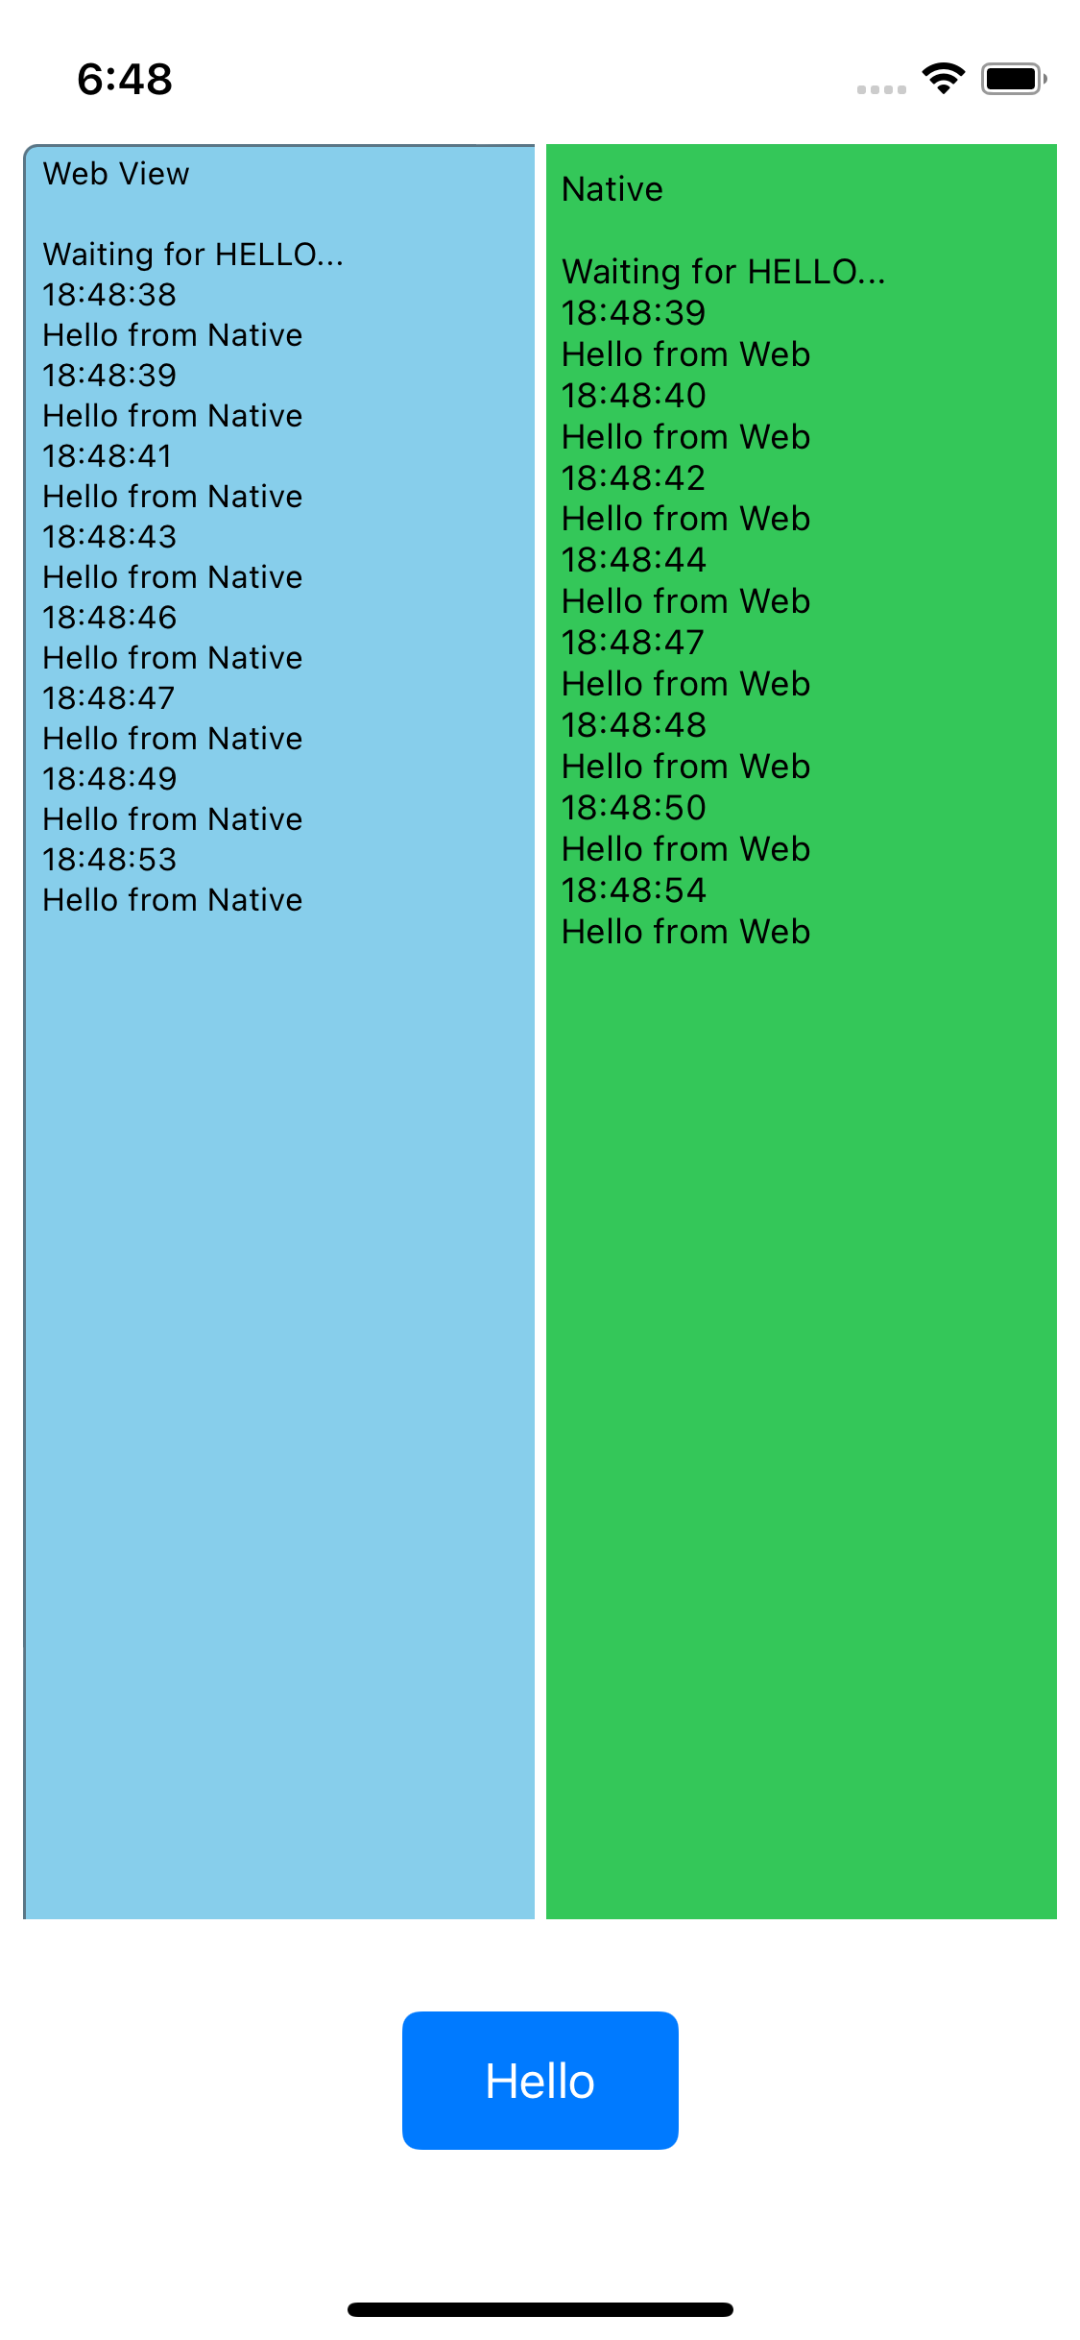 6:48
Web View
Waiting for HELLO...
18:48:38
Hello from Native
18:48:39
Hello from Native
18:48:41
Hello from Native
18:48:43
Hello from Native
18:48:46
Hello from Native
18:48:47
Hello from Native
18:48:49
Hello from Native
18:48:53
Hello from Native
Native
Waiting for HELLO...
18:48:39
Hello from Web
18:48:40
Hello from Web
18:48:42
Hello from Web
18:48:44
Hello from Web
18:48:47
Hello from Web
18:48:48
Hello from Web
18:48:50
Hello from Web
18:48:54
Hello from Web
Hello